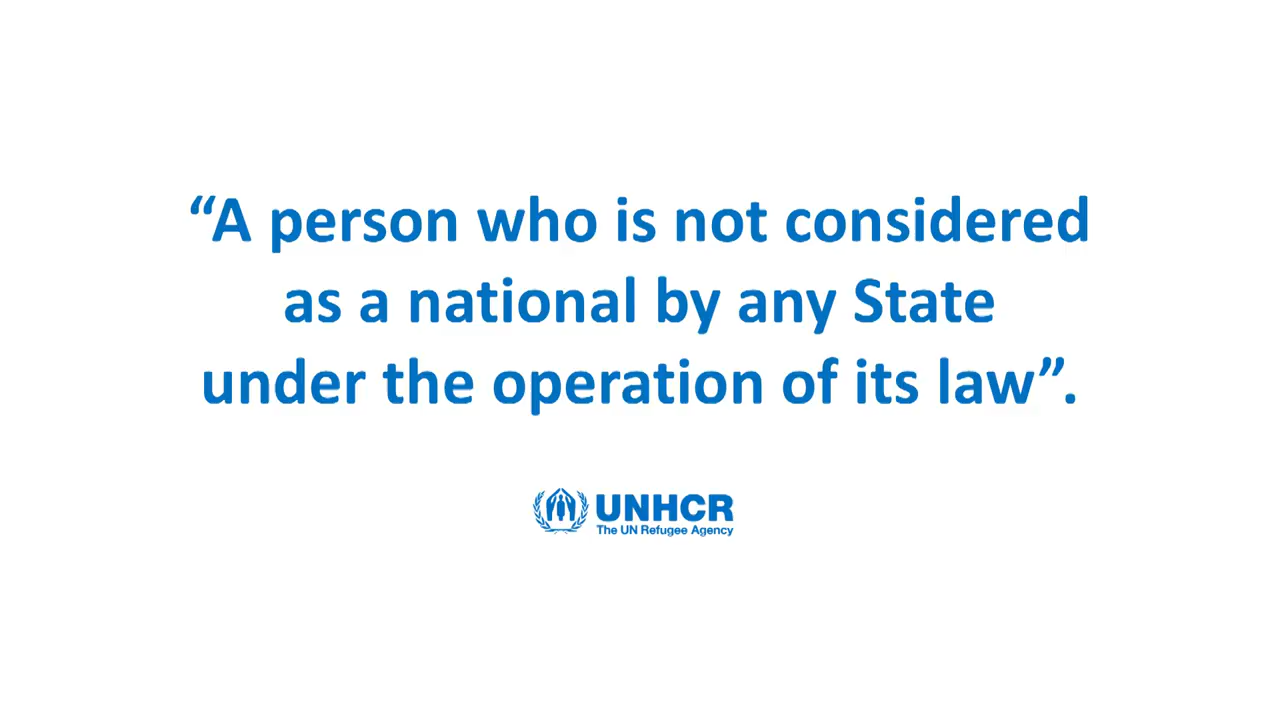 “A person who is not considered
as a national by any State
under the operation of its law”.
UNHCR
The UN Refugee Agency